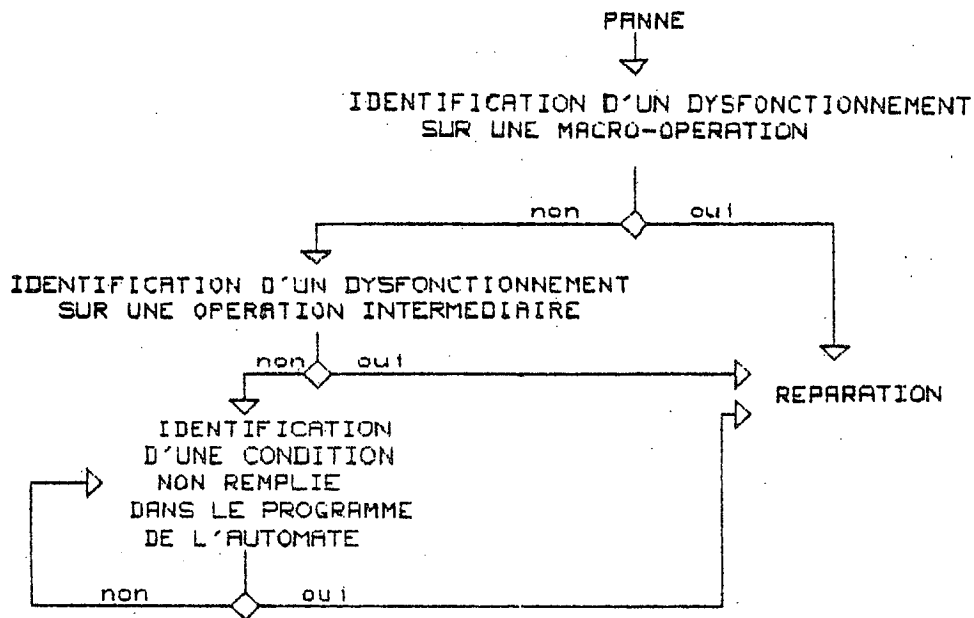 PANNE
IDENTIFICATION D'UN DYSFONCTIONNEMENT
SUR UNE MACRO-OPERATION
non oui
IDENTIFICATION D'UN DYSFONCTIONNEMENT
SUR UNE OPERATION INTERMEDIAIRE
non oui
REPARATION
IDENTIFICATION
D'UNE CONDITION
NON REMPLIE
DANS LE PROGRAMME
DE L'AUTOMATE
non oui